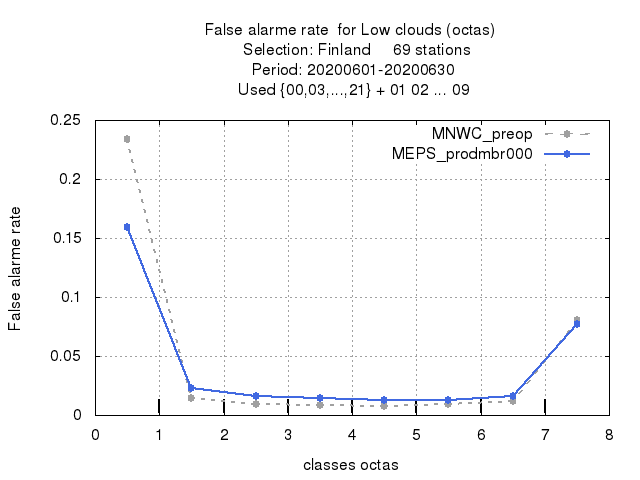 False alarme rate  for Low clouds (octas)
Selection: Finland     69 stations
Period: 20200601-20200630
Used {00,03,...,21} + 01 02 ... 09
MNWC_preop
MEPS_prodmbr000
0.25
0.2
0.15
0.1
0.05
0
False alarme rate
0 1 2 3 4 5 6 7 8
classes octas